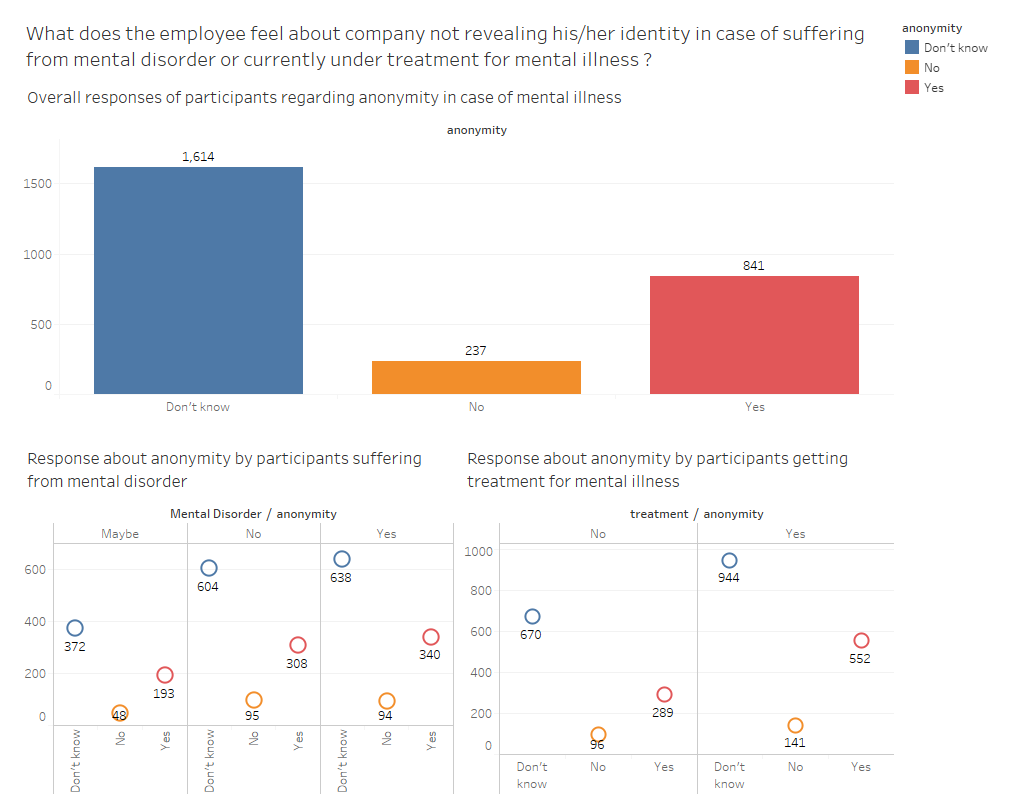 What does the employee feel about company not revealing his/her identity in case of suffering
from mental disorder or currently under treatment for mental illness ?
anonymity
Don't know
No
Yes
Overall responses of participants regarding anonymity in case of mental illness
anonymity
1,614
1500
1000
841
500
237
0
Don't know No Yes
Response about anonymity by participants suffering
from mental disorder
Mental Disorder / anonymity
Maybe No Yes
600
604
638
400
372
308
340
200
193
48
95
94
0
Don't know No Yes Don't know No Yes Don't know No Yes
Response about anonymity by participants getting
treatment for mental illness
treatment / anonymity
No Yes
1000
944
800
670
600
552
400
289
200
96
141
0
Don't No Yes Don't No Yes
know know